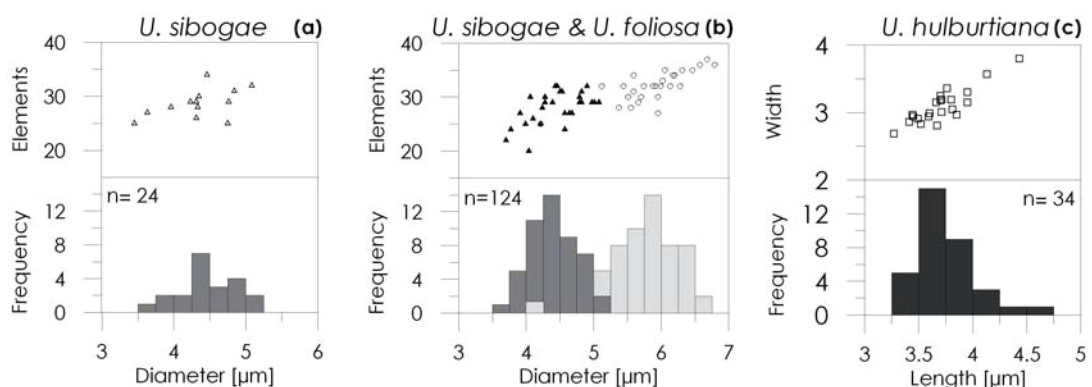 U. sibogae (a)
Elements
40
30
20
n= 24
Frequency
12
8
4
0
3 4 5 6
Diameter [µm]
U. sibogae & U. foliosa (b)
Elements
40
30
20
n=124
Frequency
12
8
4
0
3 4 5 6 7
Diameter [µm]
U. hulburtiana (c)
Width
4
3
2
n= 34
Frequency
12
8
4
0
3 3.5 4 4.5 5
Length [µm]